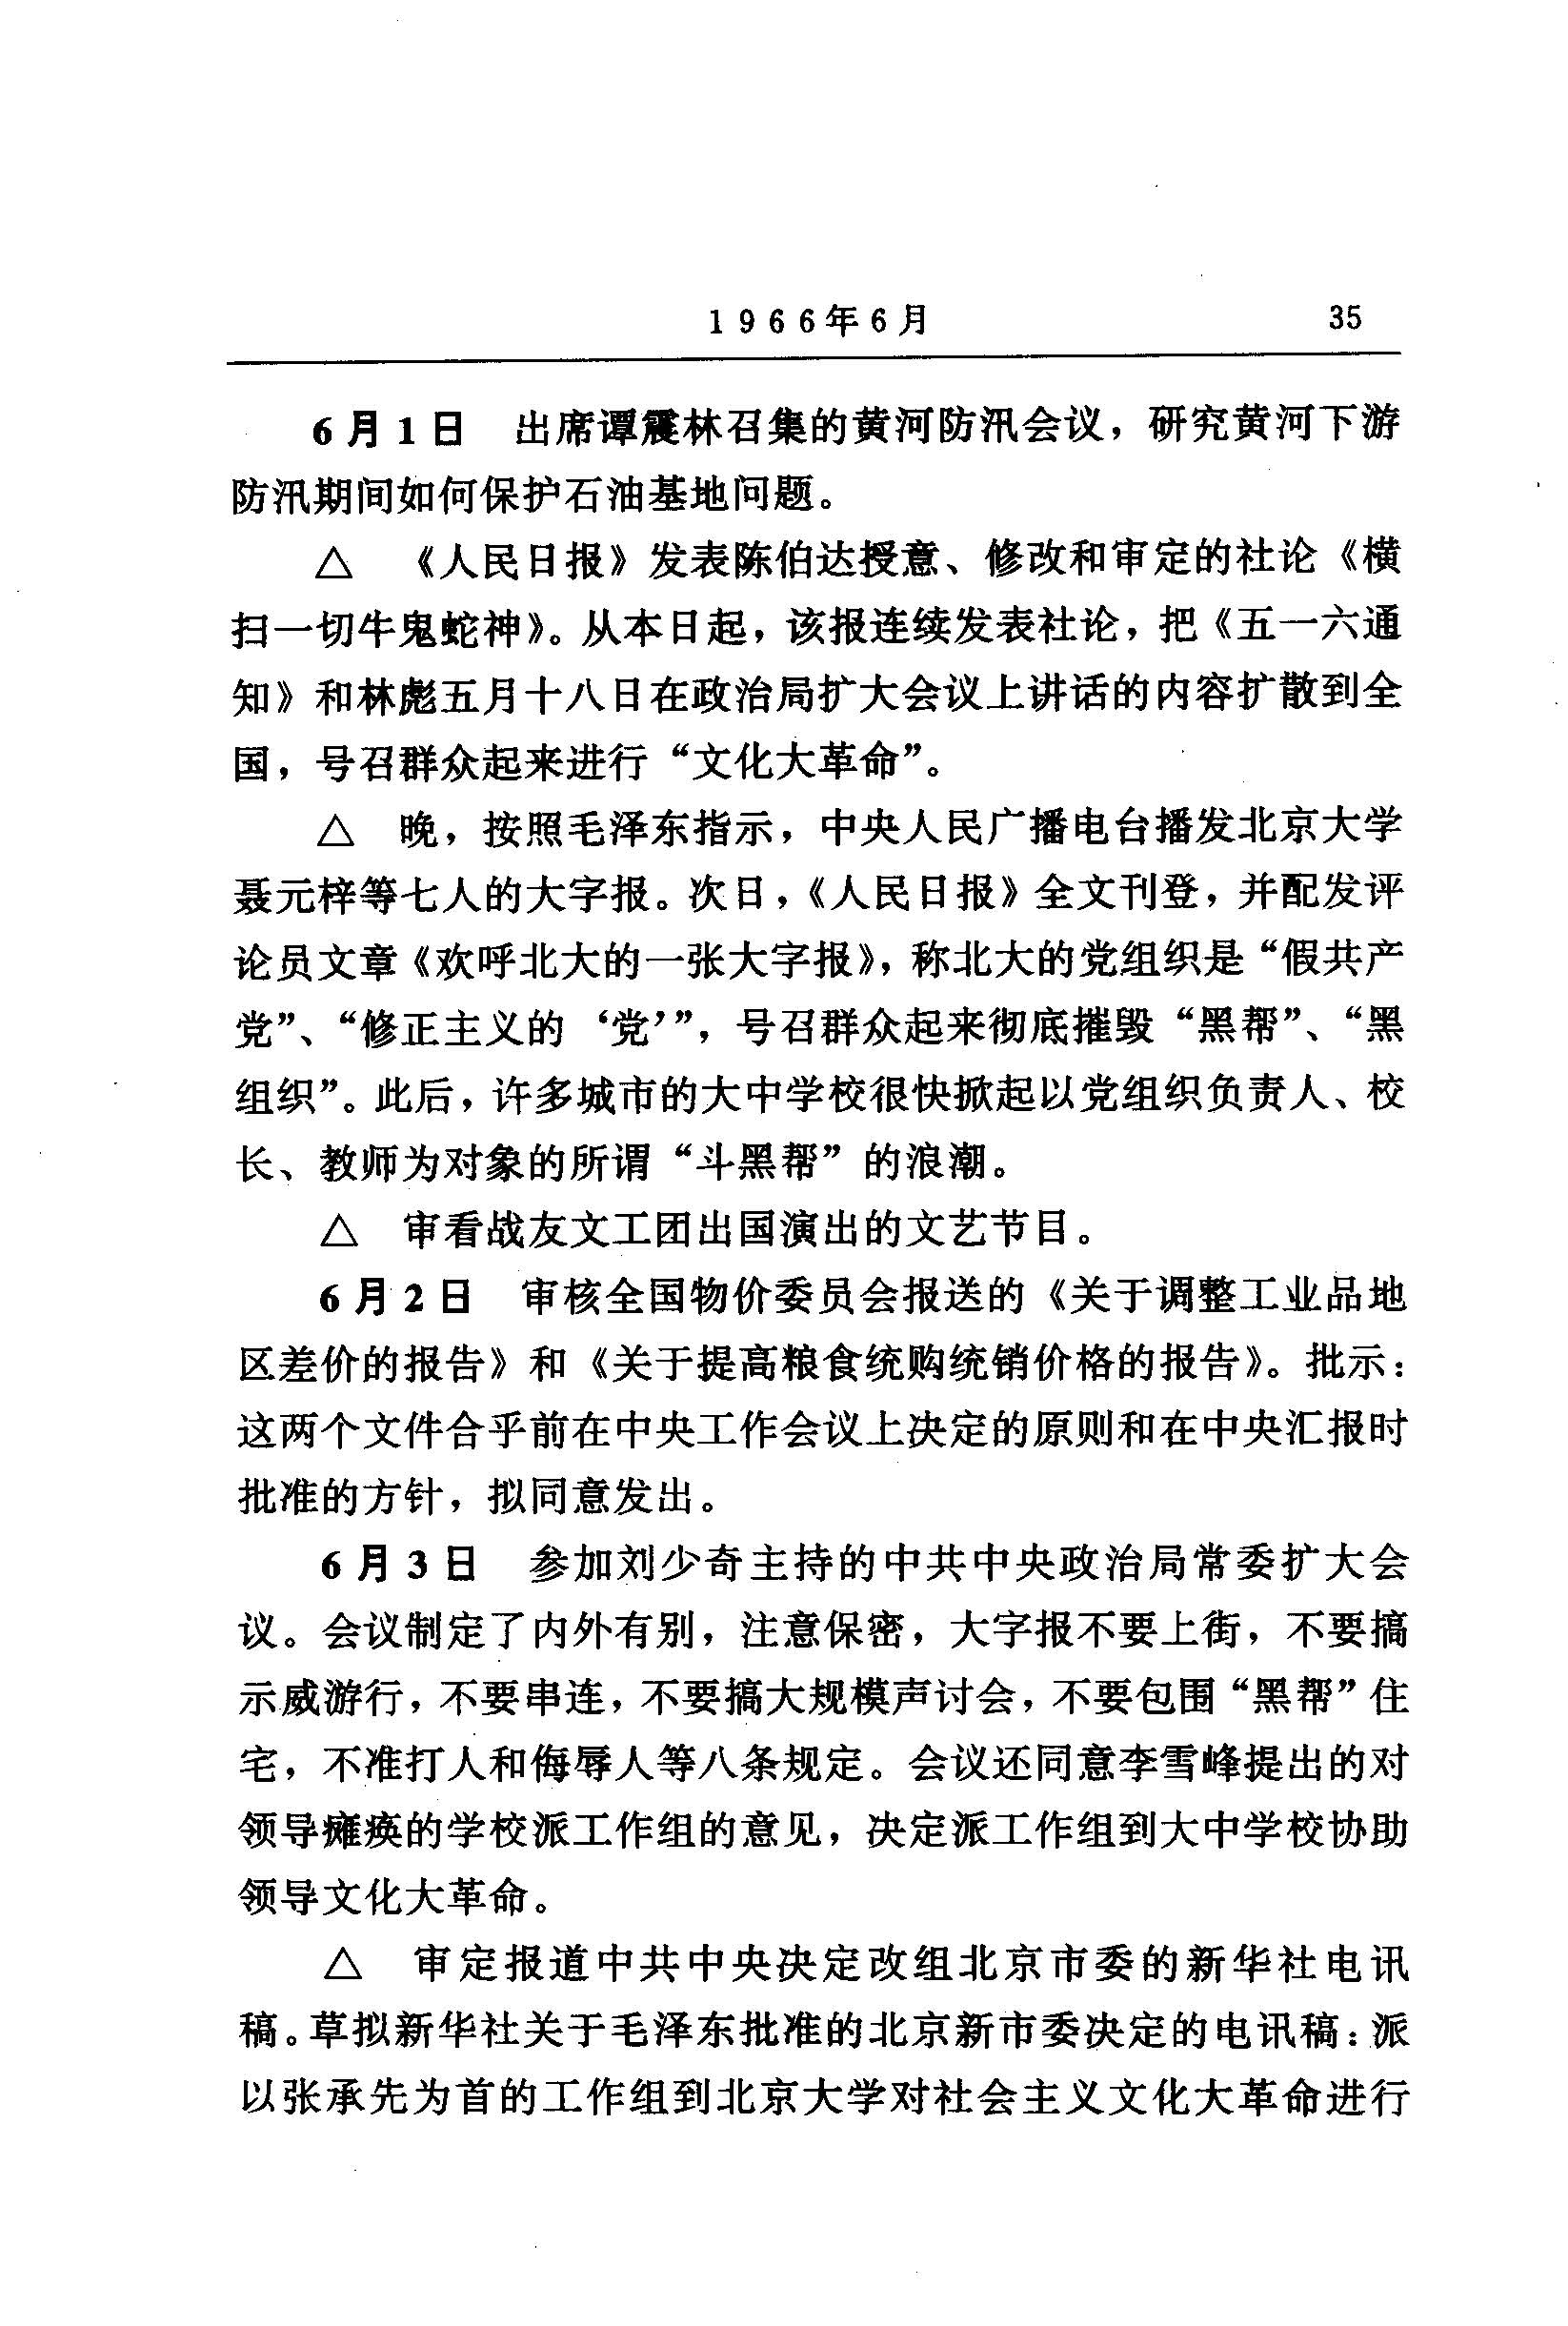 1966年6月 35
6月1日 出席谭震林召集的黄河防汛会议，研究黄河下游
防汛期间如何保护石油基地问题。
△ 《人民日报》发表陈伯达授意、修改和审定的社论《横
扫一切牛鬼蛇神》。从本日起，该报连续发表社论，把《五一六通
知》和林彪五月十八日在政治局扩大会议上讲话的内容扩散到全
国，号召群众起来进行“文化大革命”。
△ 晚，按照毛泽东指示，中央人民广播电台播发北京大学
聂元梓等七人的大字报。次日，《人民日报》全文刊登，并配发评
论员文章《欢呼北大的一张大字报》，称北大的党组织是“假共产
党”、“修正主义的‘党’”，号召群众起来彻底摧毁“黑帮”、“黑
组织”。此后，许多城市的大中学校很快掀起以党组织负责人、校
长、教师为对象的所谓“斗黑帮”的浪潮。
△ 审看战友文工团出国演出的文艺节目。
6月2日 审核全国物价委员会报送的《关于调整工业品地
区差价的报告》和《关于提高粮食统购统销价格的报告》。批示：
这两个文件合乎前在中央工作会议上决定的原则和在中央汇报时
批准的方针，拟同意发出。
6月3日 参加刘少奇主持的中共中央政治局常委扩大会
议。会议制定了内外有别，注意保密，大字报不要上街，不要搞
示威游行，不要串连，不要搞大规模声讨会，不要包围“黑帮”住
宅，不准打人和侮辱人等八条规定。会议还同意李雪峰提出的对
领导瘫痪的学校派工作组的意见，决定派工作组到大中学校协助
领导文化大革命。
△ 审定报道中共中央决定改组北京市委的新华社电讯
稿。草拟新华社关于毛泽东批准的北京新市委决定的电讯稿：派
以张承先为首的工作组到北京大学对社会主义文化大革命进行